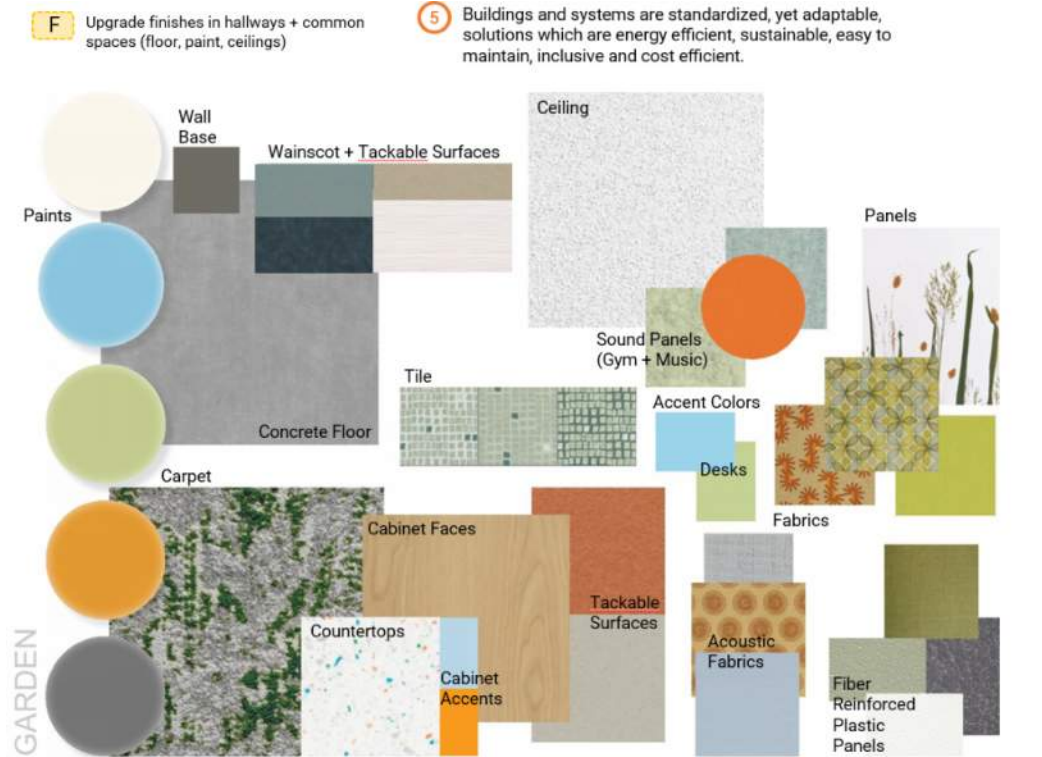 F
Upgrade finishes in hallways + common
spaces (floor, paint, ceilings)
5
Buildings and systems are standardized, yet adaptable,
solutions which are energy efficient, sustainable, easy to
maintain, inclusive and cost efficient.
Wall
Base
Wainscot + Tackable Surfaces
Ceiling
Paints
Panels
Sound Panels
(Gym + Music)
Tile
Accent Colors
Concrete Floor
Desks
Carpet
Fabrics
Cabinet Faces
Tackable
Surfaces
Countertops
Acoustic
Fabrics
Cabinet
Accents
Fiber
Reinforced
Plastic
Panels
GARDEN